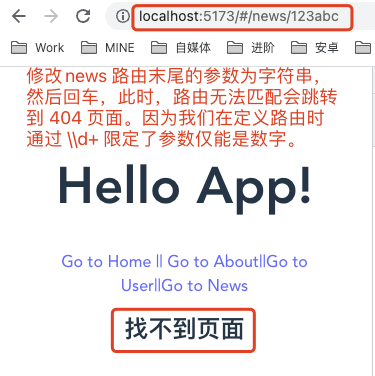 localhost:5173/#/news/123abc
Work MINE 自媒体 进阶 安卓
修改news 路由末尾的参数为字符串，
然后回车，此时，路由无法匹配会跳转
到 404 页面。因为我们在定义路由时
通过 \\d+ 限定了参数仅能是数字。
Hello App!
Go to Home || Go to About||Go to
User||Go to News
找不到页面